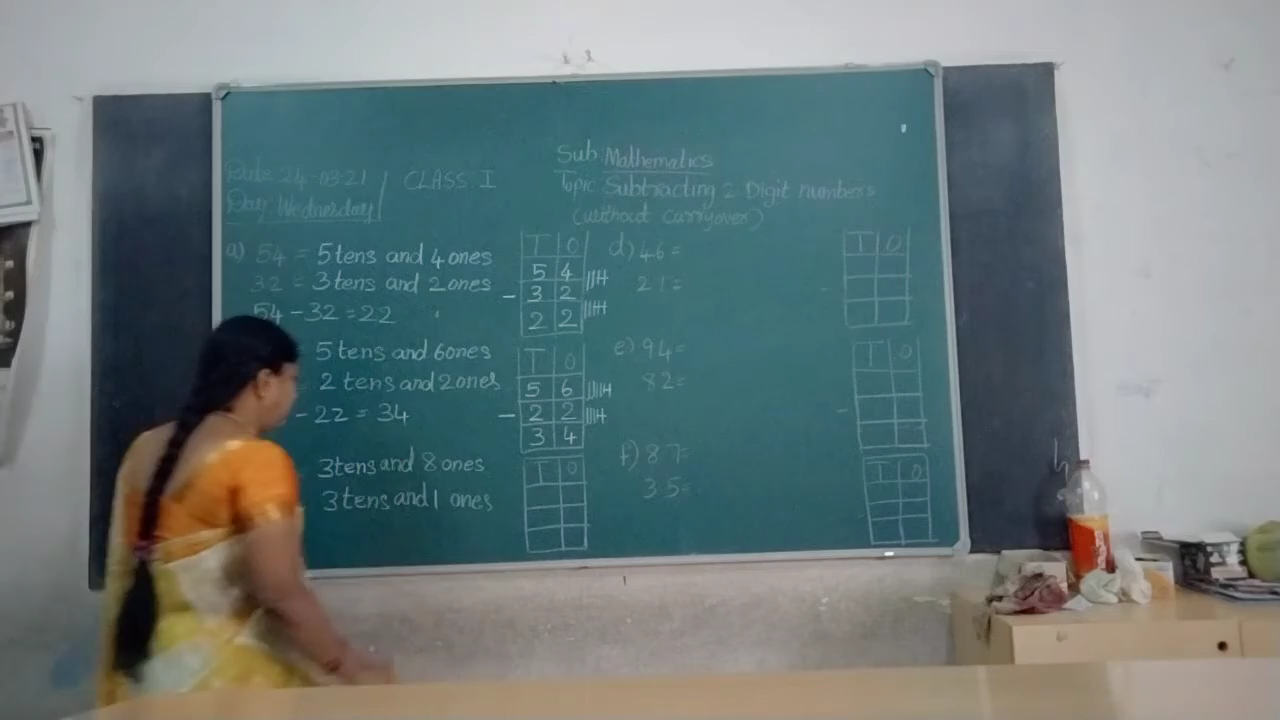 Sub: Mathematics
Date 24-03-21 CLASS I
Topic Subtracting 2 Digit numbers
Day Wednesday
(without carryover)
a) 54 = 5 tens and 4 ones
32 = 3 tens and 2 ones
54 - 32 = 22
T O
5 4
- 3 2
2 2
5 tens and 6 ones
2 tens and 2 ones
- 22 = 34
T O
5 6
- 2 2
3 4
3 tens and 8 ones
3 tens and 1 ones
T O
d) 46 =
21 =
T O
-
e) 94 =
82 =
T O
-
f) 87 =
35 =
T O